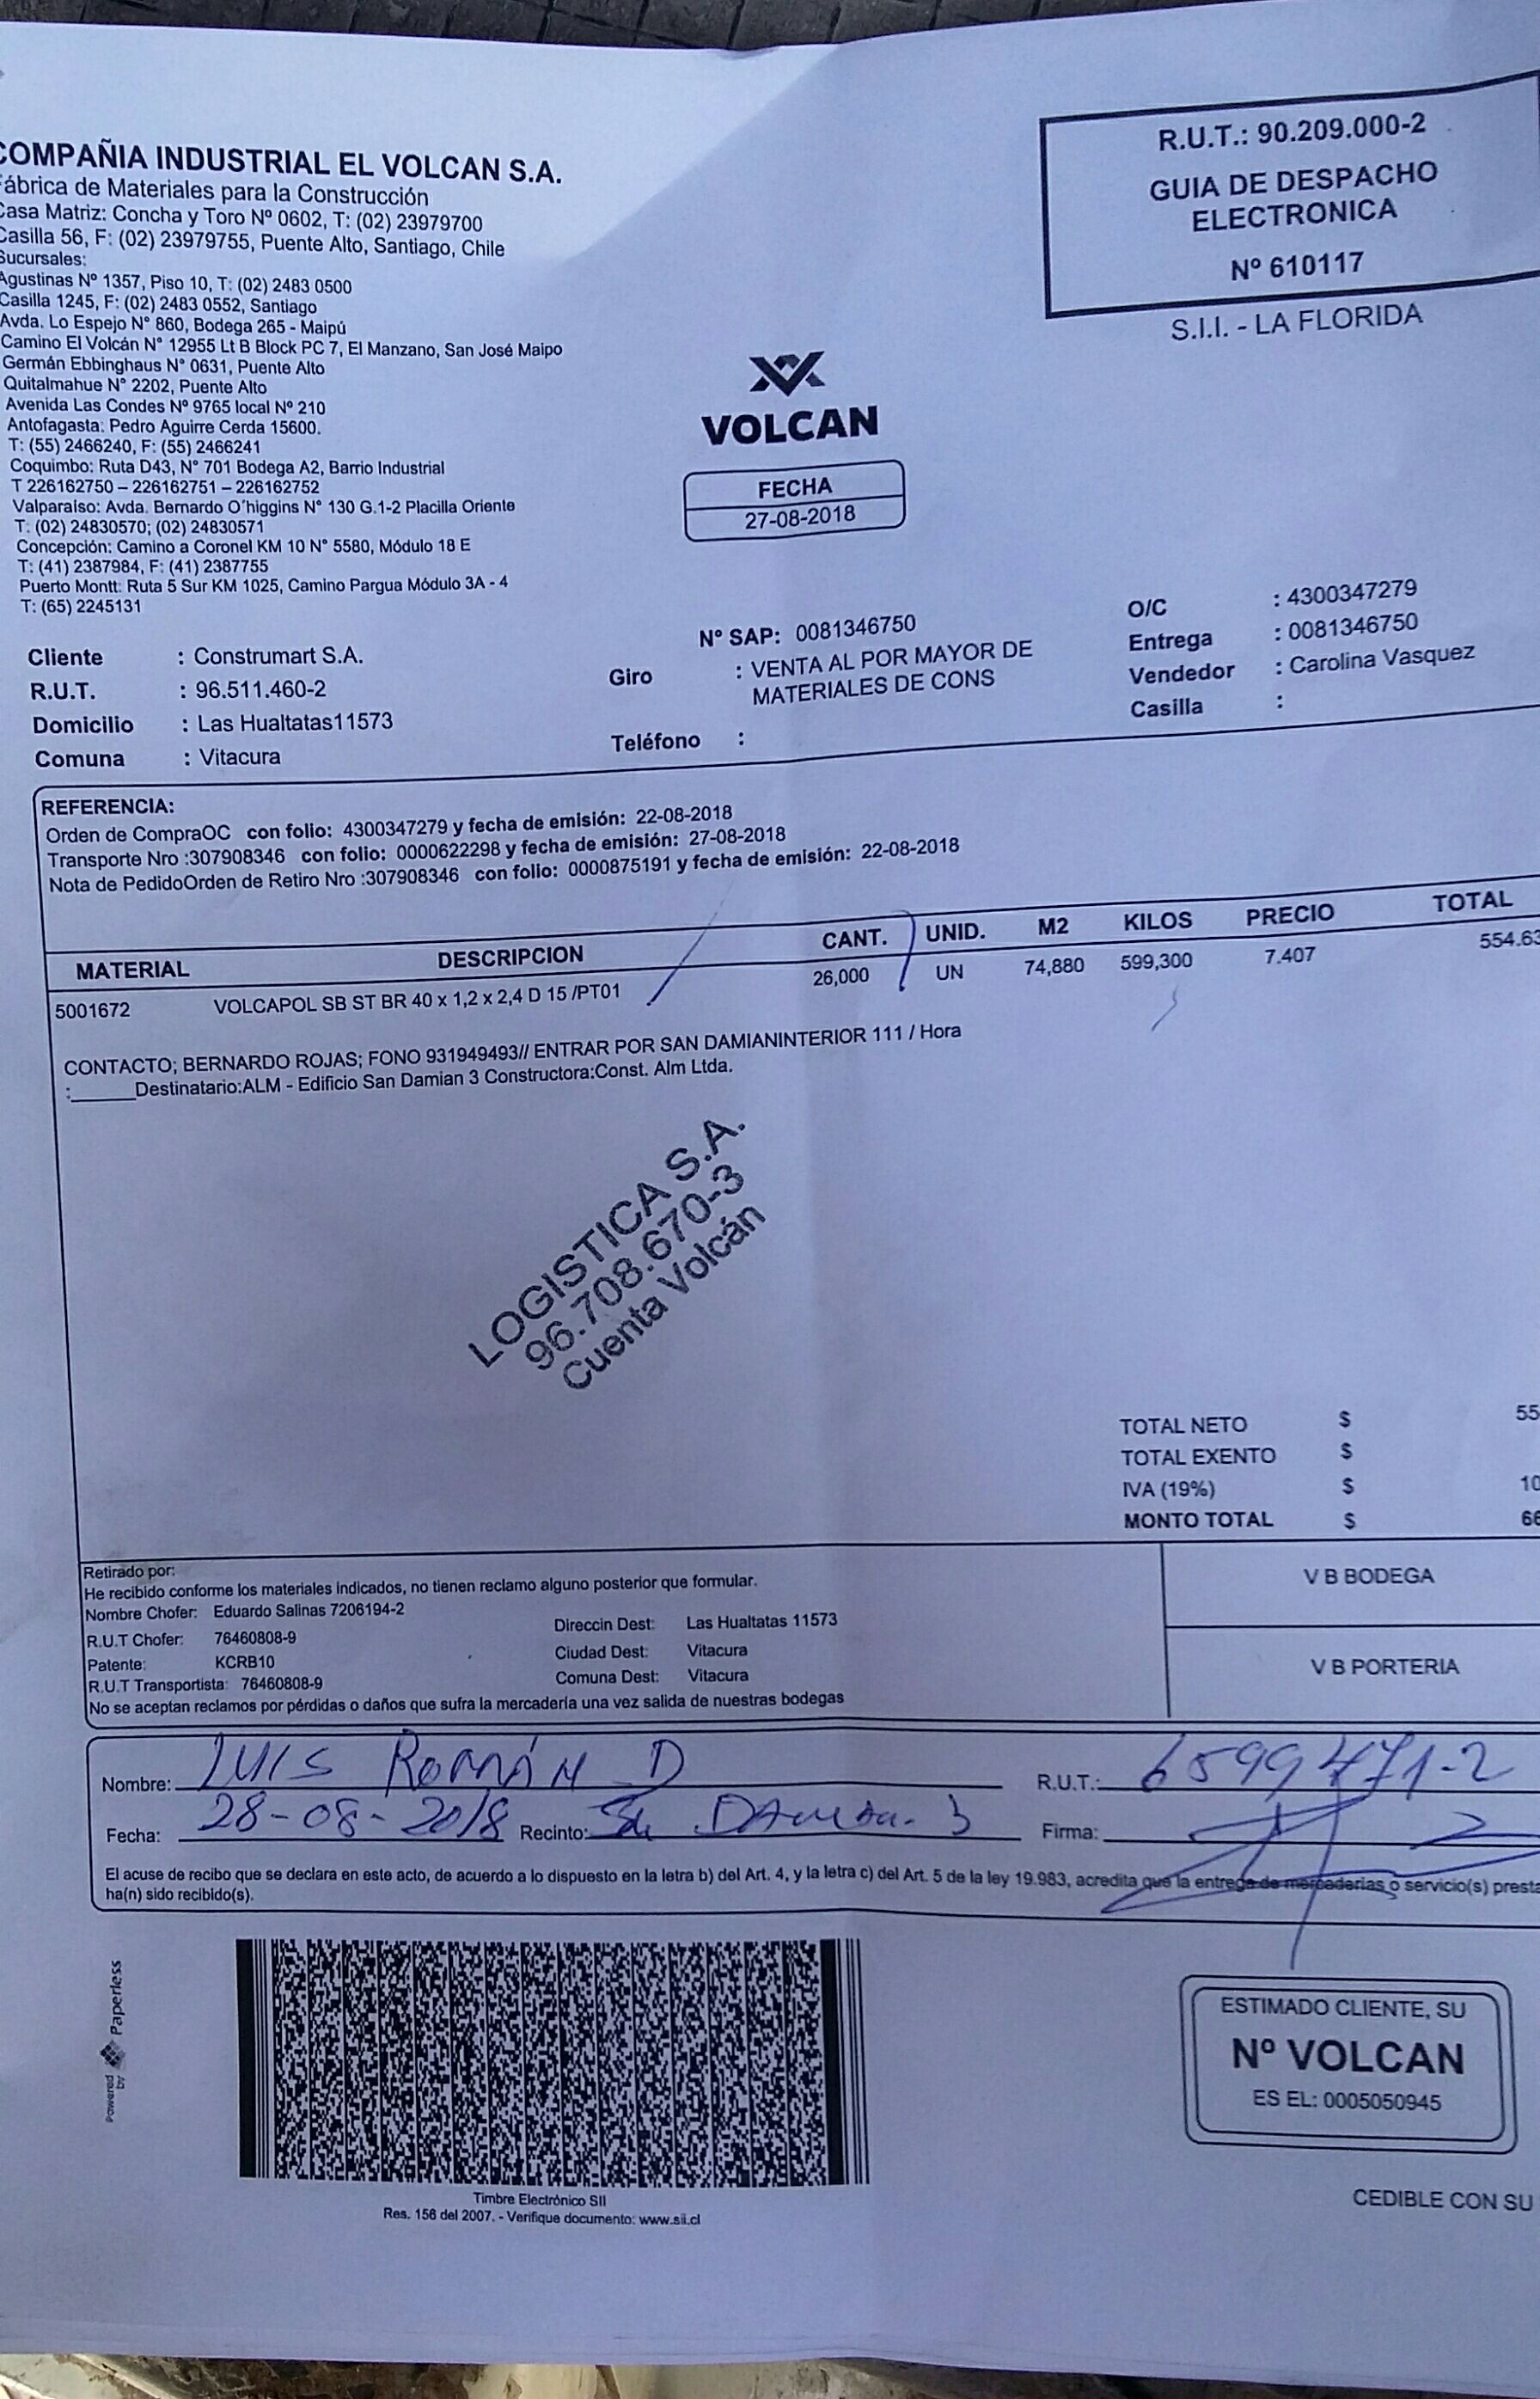 COMPAÑIA INDUSTRIAL EL VOLCAN S.A.
Fábrica de Materiales para la Construcción
Casa Matriz: Concha y Toro Nº 0602, T: (02) 23979700
Casilla 56, F: (02) 23979755, Puente Alto, Santiago, Chile
Sucursales:
Agustinas Nº 1357, Piso 10, T: (02) 2483 0500
Casilla 1245, F: (02) 2483 0552, Santiago
Avda. Lo Espejo N° 860, Bodega 265 - Maipú
Camino El Volcán N° 12955 Lt B Block PC 7, El Manzano, San José Maipo
Germán Ebbinghaus N° 0631, Puente Alto
Quitalmahue N° 2202, Puente Alto
Avenida Las Condes Nº 9765 local Nº 210
Antofagasta: Pedro Aguirre Cerda 15600.
T: (55) 2466240, F: (55) 2466241
Coquimbo: Ruta D43, N° 701 Bodega A2, Barrio Industrial
T 226162750 – 226162751 – 226162752
Valparaíso: Avda. Bernardo O'higgins N° 130 G.1-2 Placilla Oriente
T: (02) 24830570; (02) 24830571
Concepción: Camino a Coronel KM 10 N° 5580, Módulo 18 E
T: (41) 2387984, F: (41) 2387755
Puerto Montt: Ruta 5 Sur KM 1025, Camino Pargua Módulo 3A - 4
T: (65) 2245131
R.U.T.: 90.209.000-2
GUIA DE DESPACHO
ELECTRONICA
Nº 610117
S.I.I. - LA FLORIDA
VOLCAN
FECHA
27-08-2018
Cliente : Construmart S.A.
R.U.T. : 96.511.460-2
Domicilio : Las Hualtatas11573
Comuna : Vitacura
Nº SAP: 0081346750
Giro : VENTA AL POR MAYOR DE
MATERIALES DE CONS
Teléfono :
O/C : 4300347279
Entrega : 0081346750
Vendedor : Carolina Vasquez
Casilla :
REFERENCIA:
Orden de CompraOC con folio: 4300347279 y fecha de emisión: 22-08-2018
Transporte Nro :307908346 con folio: 0000622298 y fecha de emisión: 27-08-2018
Nota de PedidoOrden de Retiro Nro :307908346 con folio: 0000875191 y fecha de emisión: 22-08-2018
MATERIAL DESCRIPCION CANT. UNID. M2 KILOS PRECIO TOTAL
5001672 VOLCAPOL SB ST BR 40 x 1,2 x 2,4 D 15 /PT01 26,000 UN 74,880 599,300 7.407 554.63
CONTACTO; BERNARDO ROJAS; FONO 931949493// ENTRAR POR SAN DAMIANINTERIOR 111 / Hora
:______Destinatario:ALM - Edificio San Damian 3 Constructora:Const. Alm Ltda.
LOGISTICA S.A.
96.708.670-3
Cuenta Volcán
TOTAL NETO $ 55
TOTAL EXENTO $
IVA (19%) $ 10
MONTO TOTAL $ 66
Retirado por:
He recibido conforme los materiales indicados, no tienen reclamo alguno posterior que formular.
Nombre Chofer: Eduardo Salinas 7206194-2
R.U.T Chofer: 76460808-9
Patente: KCRB10
R.U.T Transportista: 76460808-9
Direccin Dest: Las Hualtatas 11573
Ciudad Dest: Vitacura
Comuna Dest: Vitacura
No se aceptan reclamos por pérdidas o daños que sufra la mercadería una vez salida de nuestras bodegas
V B BODEGA
V B PORTERIA
Nombre: LUIS ROMÁN D R.U.T.: 6599471-2
Fecha: 28-08-2018 Recinto: Sn DAmian 3 Firma:
El acuse de recibo que se declara en este acto, de acuerdo a lo dispuesto en la letra b) del Art. 4, y la letra c) del Art. 5 de la ley 19.983, acredita que la entrega de mercaderias o servicio(s) presta
ha(n) sido recibido(s).
Powered by Paperless
Timbre Electrónico SII
Res. 156 del 2007. - Verifique documento: www.sii.cl
ESTIMADO CLIENTE, SU
Nº VOLCAN
ES EL: 0005050945
CEDIBLE CON SU